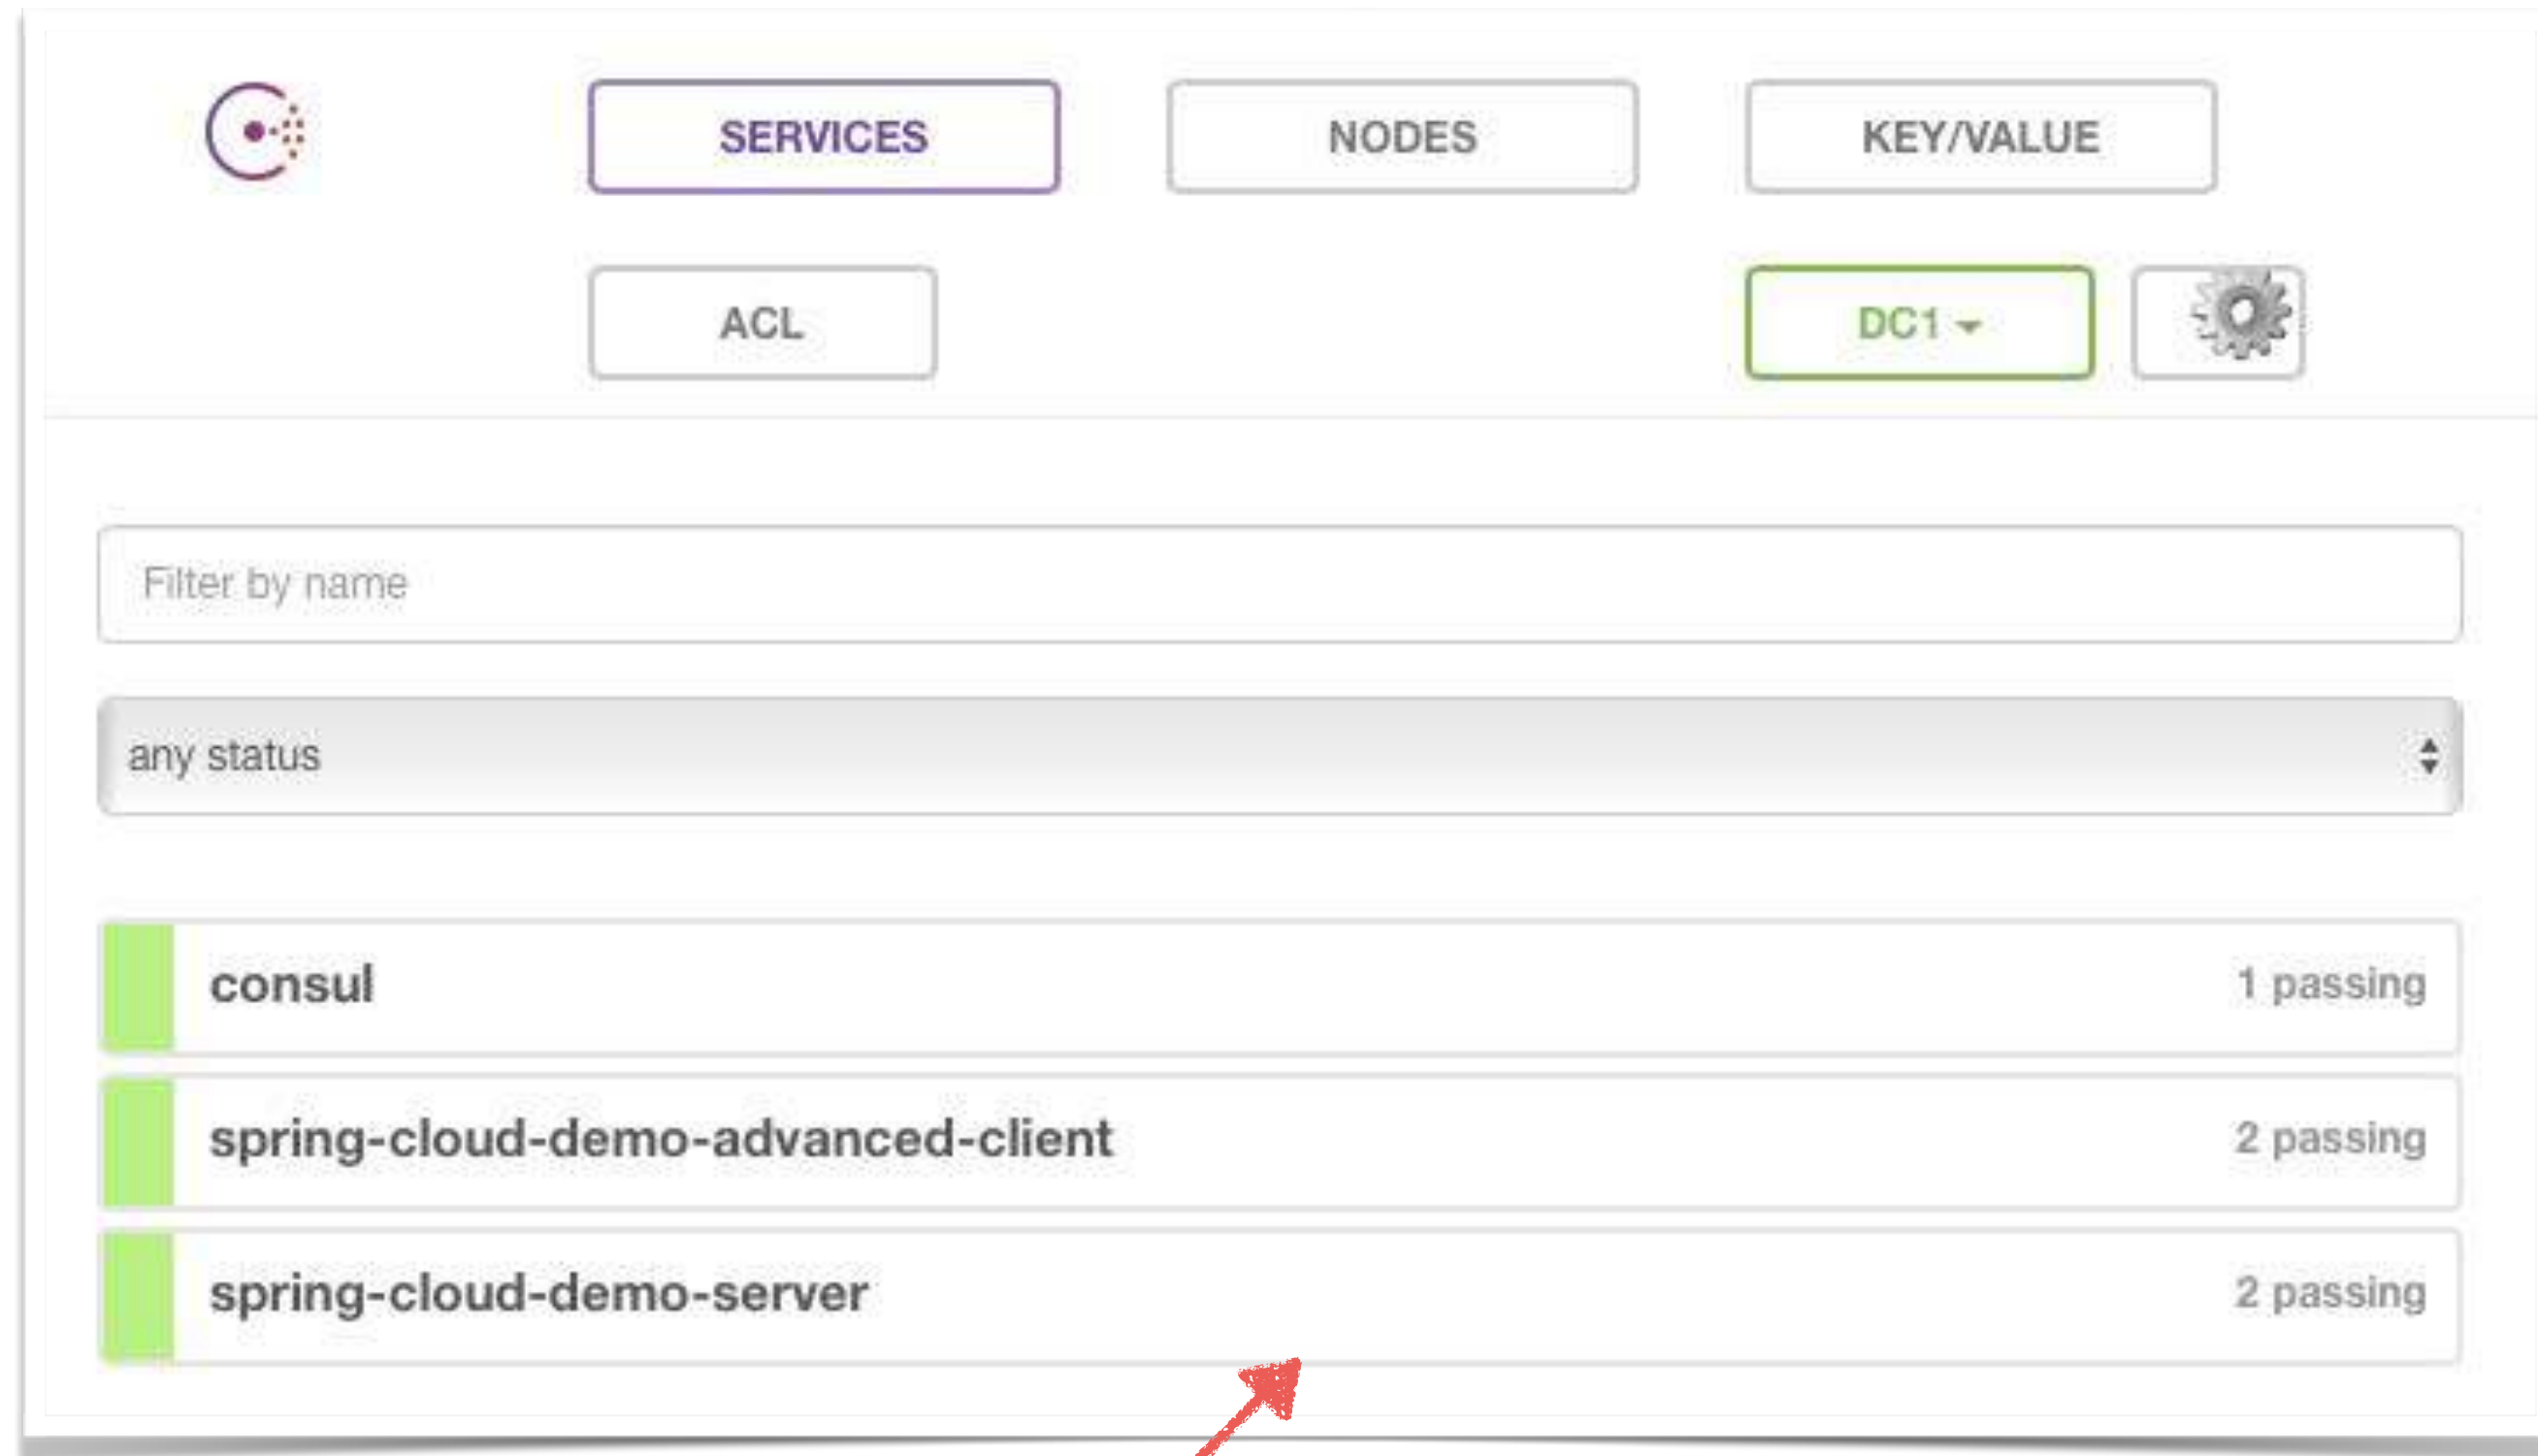 SERVICES NODES KEY/VALUE
ACL DC1
Filter by name
any status
consul 1 passing
spring-cloud-demo-advanced-client 2 passing
spring-cloud-demo-server 2 passing